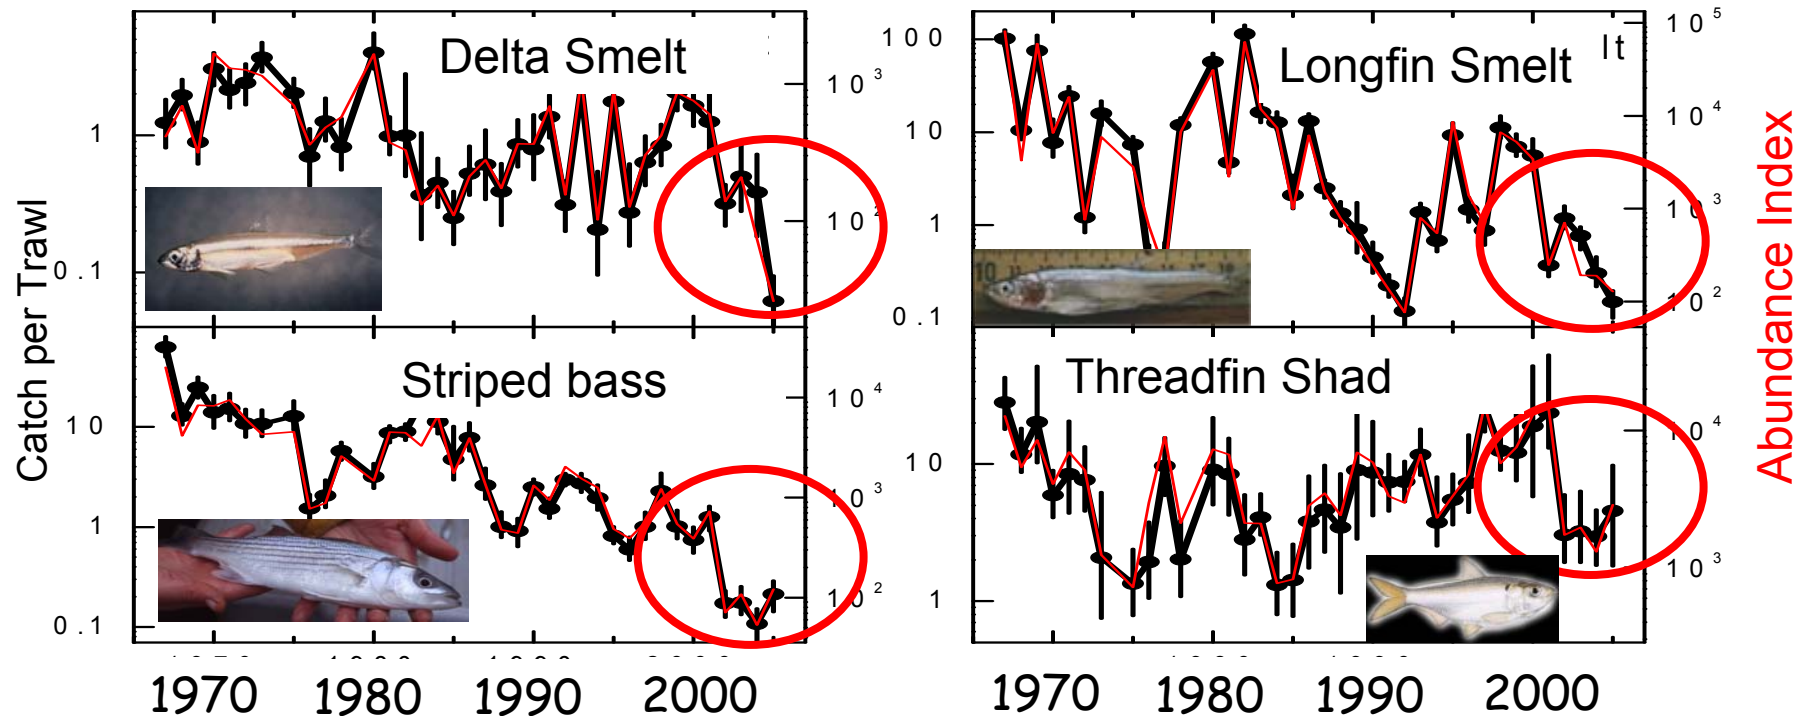 Delta Smelt
Longfin Smelt
lt
Striped bass
Threadfin Shad
Catch per Trawl
Abundance Index
1
0.1
10³
10²
100
10
1
0.1
10⁵
10⁴
10³
10²
10
1
0.1
10⁴
10³
10²
10
1
10⁴
10³
1970 1980 1990 2000
1970 1980 1990 2000